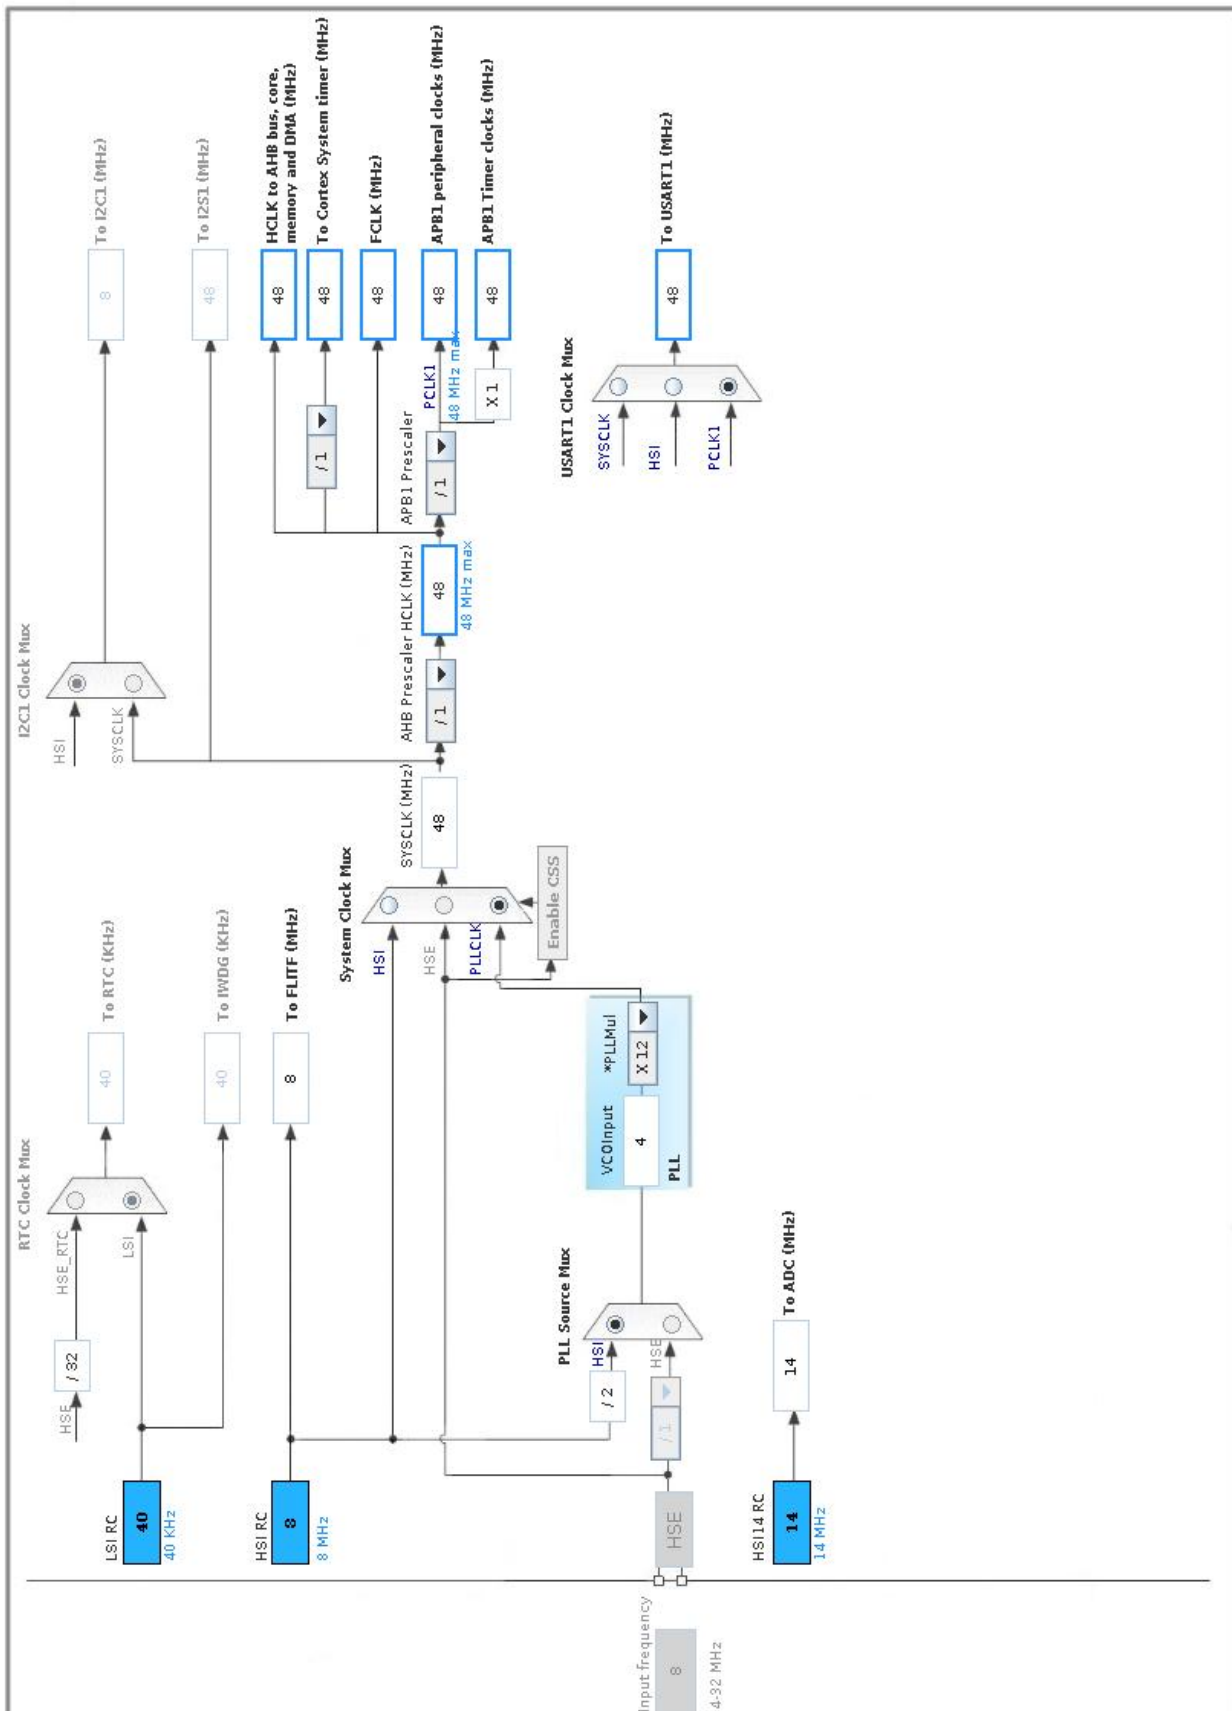 RTC Clock Mux
HSE
/ 32
HSE_RTC
LSI
40
To RTC (KHz)
LSI RC
40
40 KHz
40
To IWDG (KHz)
HSI RC
8
8 MHz
8
To FLITF (MHz)
I2C1 Clock Mux
HSI
SYSCLK
8
To I2C1 (MHz)
48
To I2S1 (MHz)
System Clock Mux
HSI
HSE
PLLCLK
Enable CSS
SYSCLK (MHz)
48
AHB Prescaler
/ 1
HCLK (MHz)
48
48 MHz max
APB1 Prescaler
/ 1
PCLK1
48 MHz max
X 1
/ 1
48
HCLK to AHB bus, core,
memory and DMA (MHz)
48
To Cortex System timer (MHz)
48
FCLK (MHz)
48
APB1 peripheral clocks (MHz)
48
APB1 Timer clocks (MHz)
PLL Source Mux
/ 2
HSI
/ 1
HSE
VCOInput
4
*PLLMul
X 12
PLL
Input frequency
8
4-32 MHz
HSE
HSI14 RC
14
14 MHz
14
To ADC (MHz)
USART1 Clock Mux
SYSCLK
HSI
PCLK1
48
To USART1 (MHz)